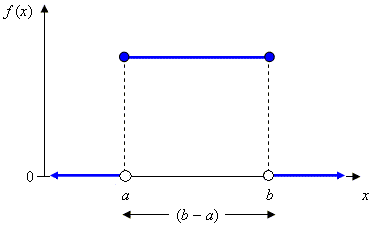 f (x)
0
a b x
(b – a)